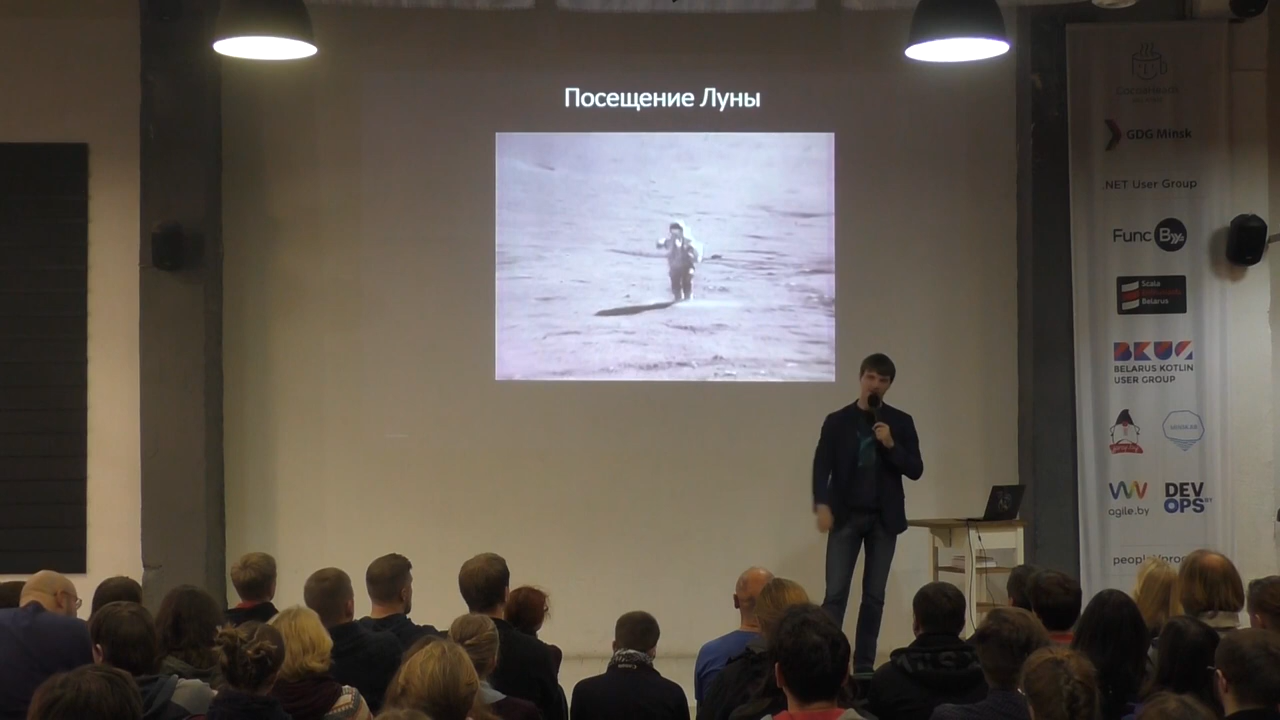 Посещение Луны
GDG Minsk
.NET User Group
Func By
Scala
Belarus
BKUG
BELARUS KOTLIN
USER GROUP
agile.by
DEV
OPS BY